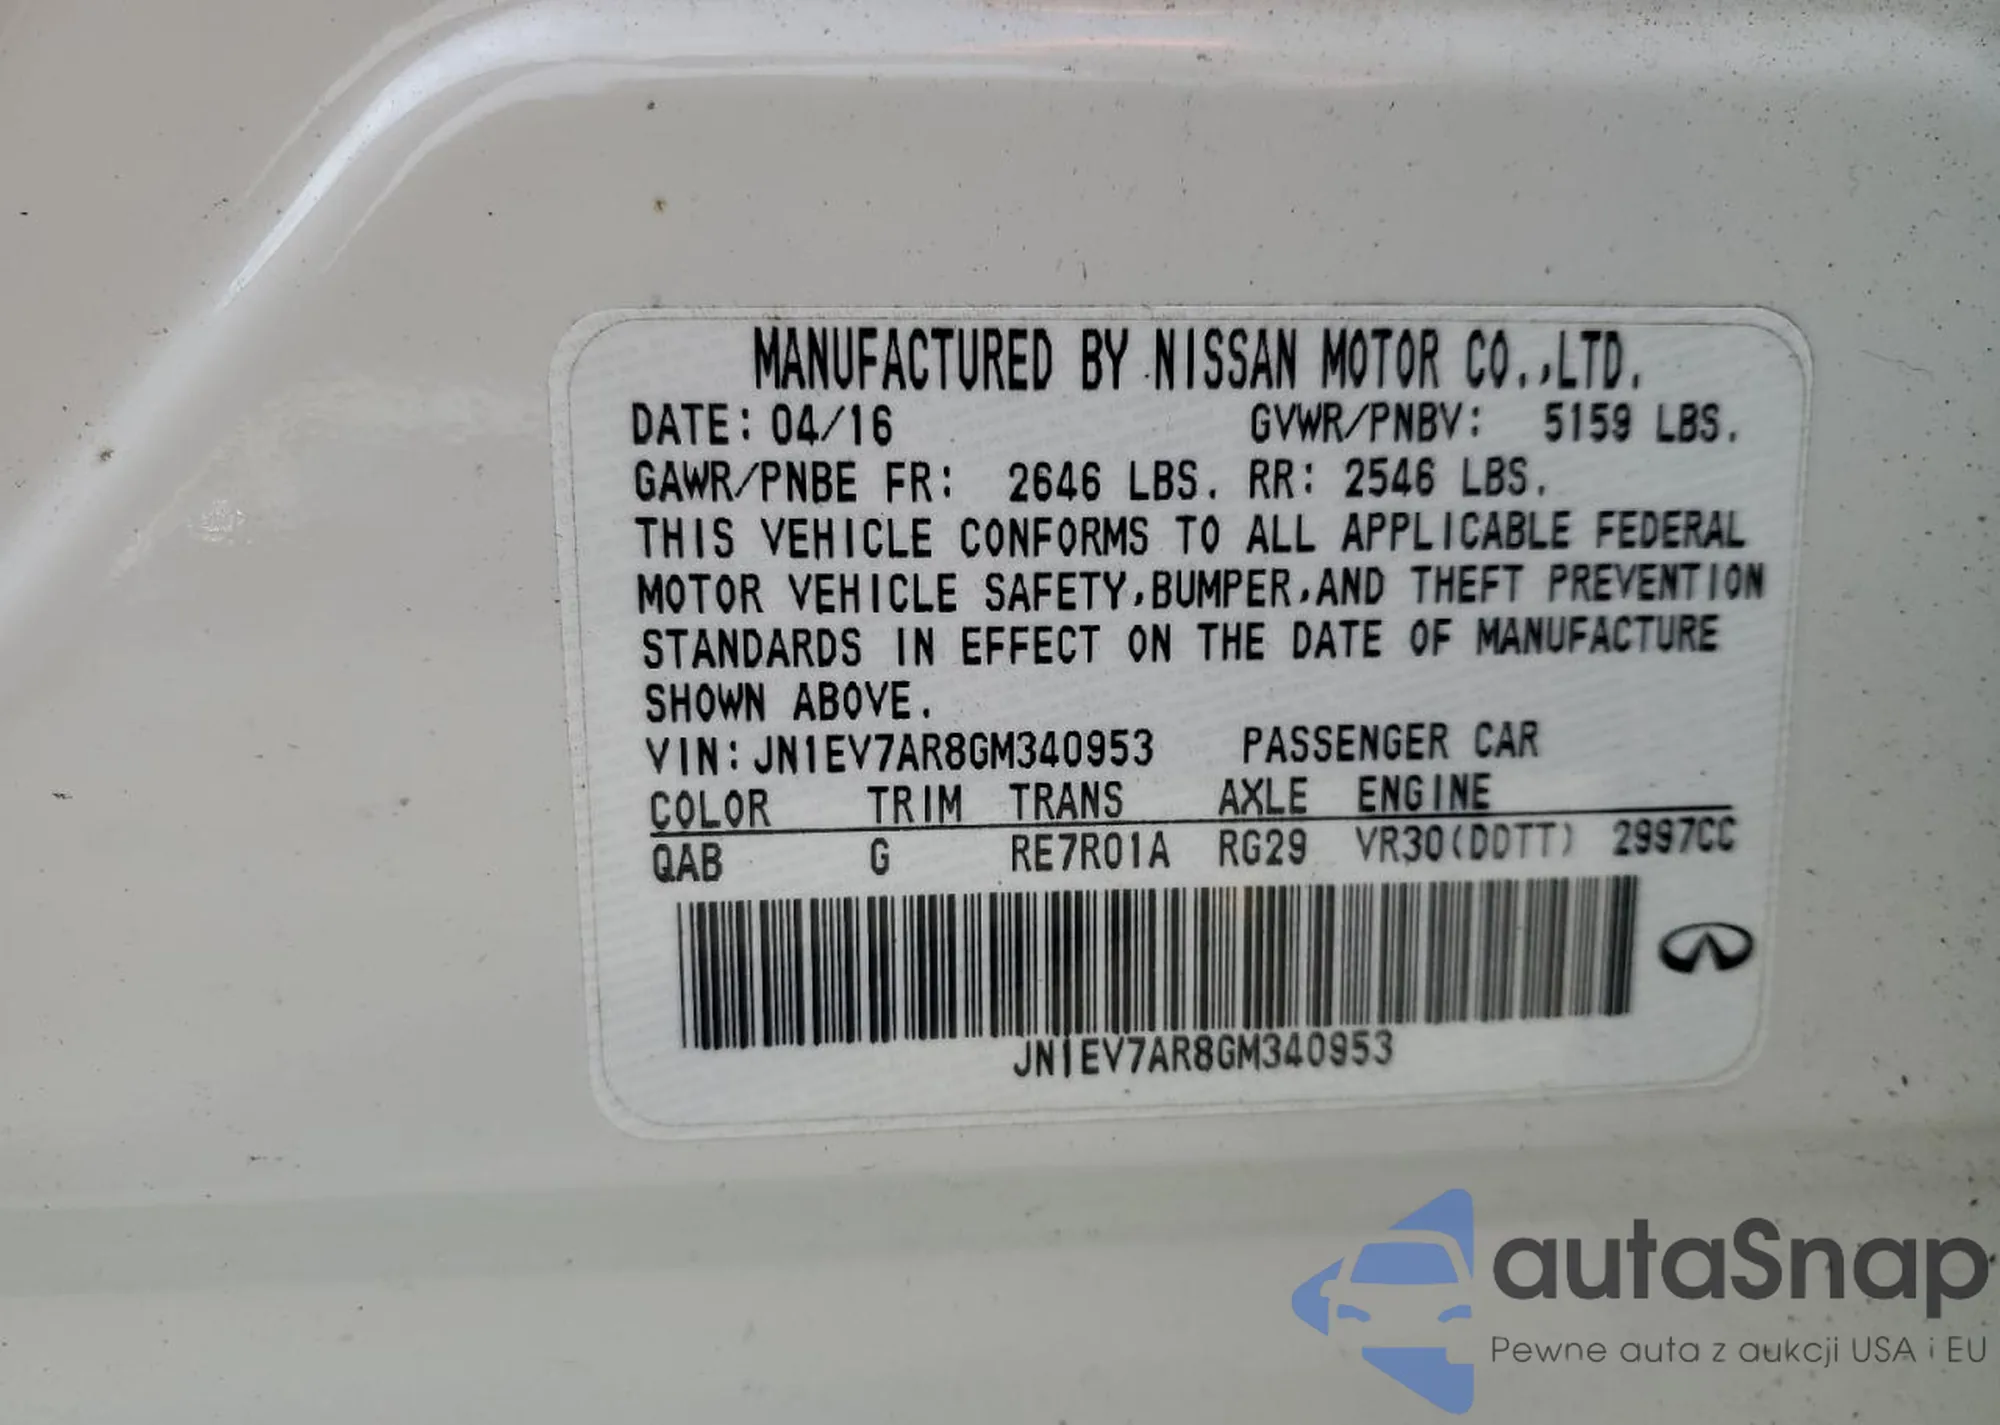 MANUFACTURED BY NISSAN MOTOR CO.,LTD.
DATE: 04/16 GVWR/PNBV: 5159 LBS.
GAWR/PNBE FR: 2646 LBS. RR: 2546 LBS.
THIS VEHICLE CONFORMS TO ALL APPLICABLE FEDERAL
MOTOR VEHICLE SAFETY,BUMPER,AND THEFT PREVENTION
STANDARDS IN EFFECT ON THE DATE OF MANUFACTURE
SHOWN ABOVE.
VIN: JN1EV7AR8GM340953 PASSENGER CAR
COLOR TRIM TRANS AXLE ENGINE
QAB G RE7R01A RG29 VR30(DDTT) 2997CC
JN1EV7AR8GM340953
autaSnap
Pewne auta z aukcji USA i EU